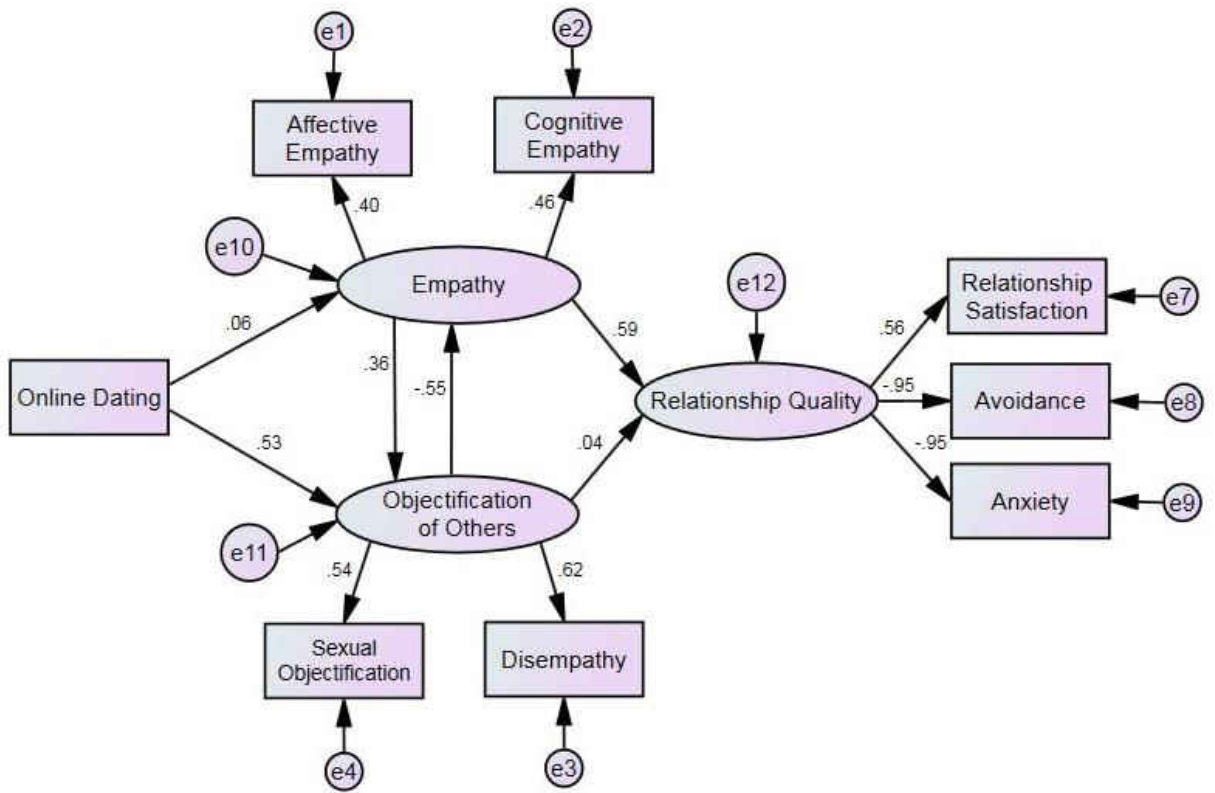 e1
e2
Affective
Empathy
Cognitive
Empathy
.40
.46
e10
Empathy
e12
Relationship
Satisfaction
e7
.06
.59
.56
.36
-.55
Online Dating
Relationship Quality
-.95
Avoidance
e8
.53
.04
-.95
Objectification
of Others
Anxiety
e9
e11
.54
.62
Sexual
Objectification
Disempathy
e4
e3